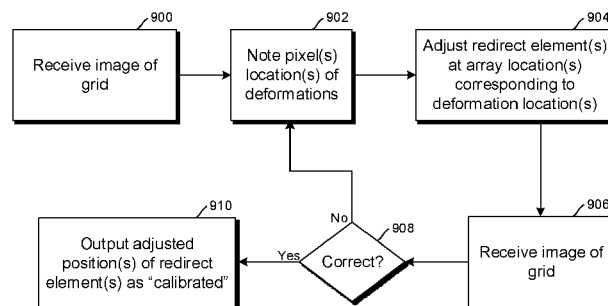 900
Receive image of
grid
902
Note pixel(s)
location(s) of
deformations
904
Adjust redirect element(s)
at array location(s)
corresponding to
deformation location(s)
906
Receive image of
grid
908
Correct?
No
Yes
910
Output adjusted
position(s) of redirect
element(s) as “calibrated”